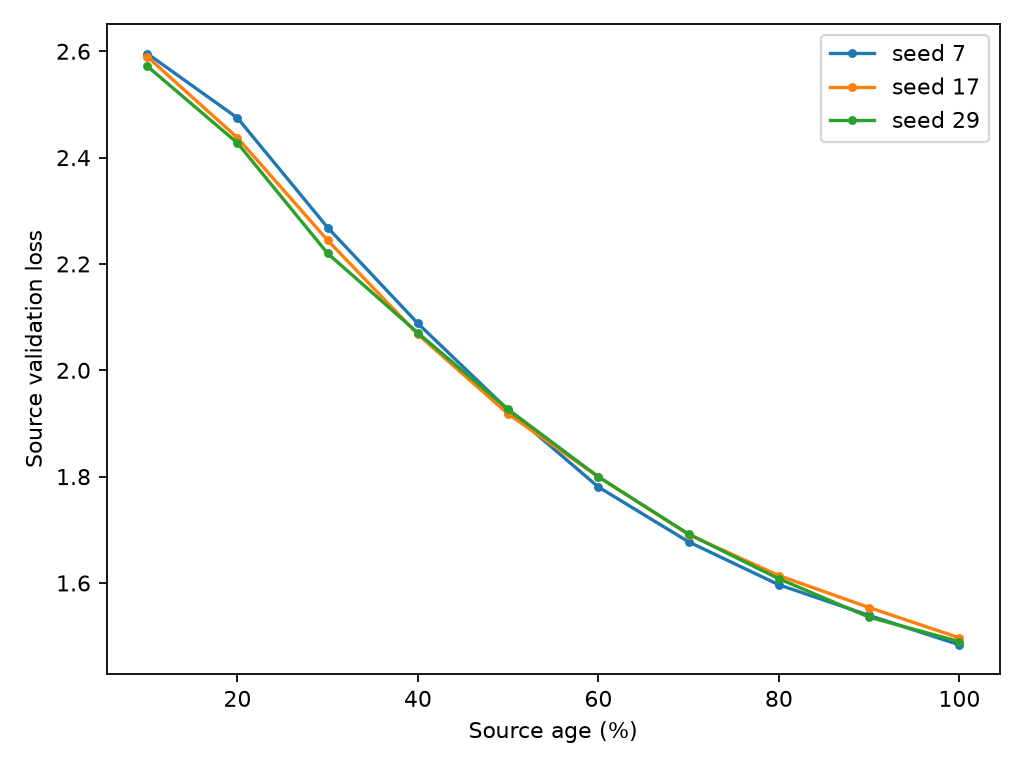 2.6
2.4
2.2
2.0
1.8
1.6
Source validation loss
seed 7
seed 17
seed 29
20 40 60 80 100
Source age (%)